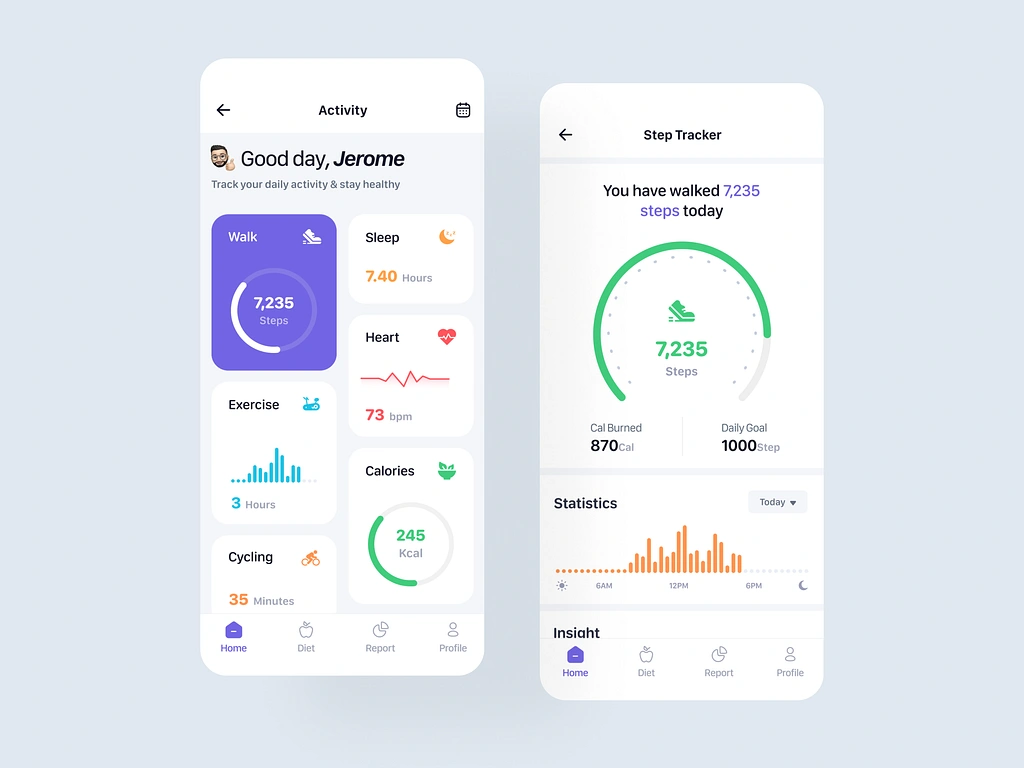 Activity
Good day, Jerome
Track your daily activity & stay healthy
Walk
7,235
Steps
Sleep
7.40 Hours
Heart
73 bpm
Exercise
3 Hours
Calories
245
Kcal
Cycling
35 Minutes
Home
Diet
Report
Profile
Step Tracker
You have walked 7,235
steps today
7,235
Steps
Cal Burned
870Cal
Daily Goal
1000Step
Statistics
Today
6AM
12PM
6PM
Insight
Home
Diet
Report
Profile